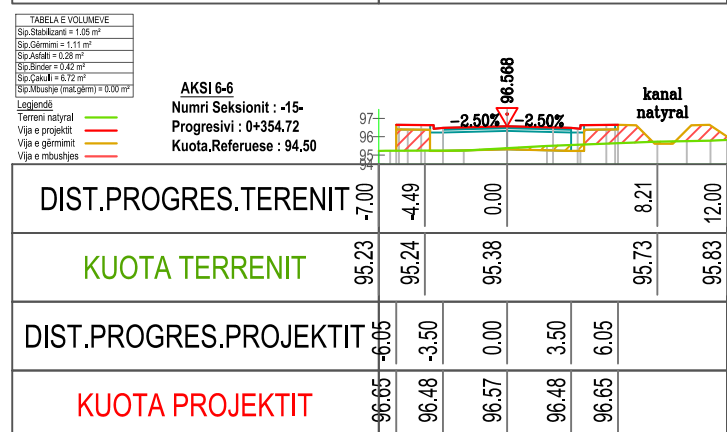 TABELA E VOLUMEVE
Sip.Stabilizanti = 1.05 m²
Sip.Gërmimi = 1.11 m²
Sip.Asfalti = 0.28 m²
Sip.Binder = 0.42 m²
Sip.Çakull = 6.72 m²
Sip.Mbushje (mat.gërm) = 0.00 m²
Legjendë
Terreni natyral
Vija e projektit
Vija e gërmimit
Vija e mbushjes
AKSI 6-6
Numri Seksionit : -15-
Progresivi : 0+354.72
Kuota,Referuese : 94,50
97
96
95
94
96.568
-2.50% -2.50%
kanal
natyral
DIST.PROGRES.TERENIT -7.00 -4.49 0.00 8.21 12.00
KUOTA TERRENIT 95.23 95.24 95.38 95.73 95.83
DIST.PROGRES.PROJEKTIT -6.05 -3.50 0.00 3.50 6.05
KUOTA PROJEKTIT 96.65 96.48 96.57 96.48 96.65